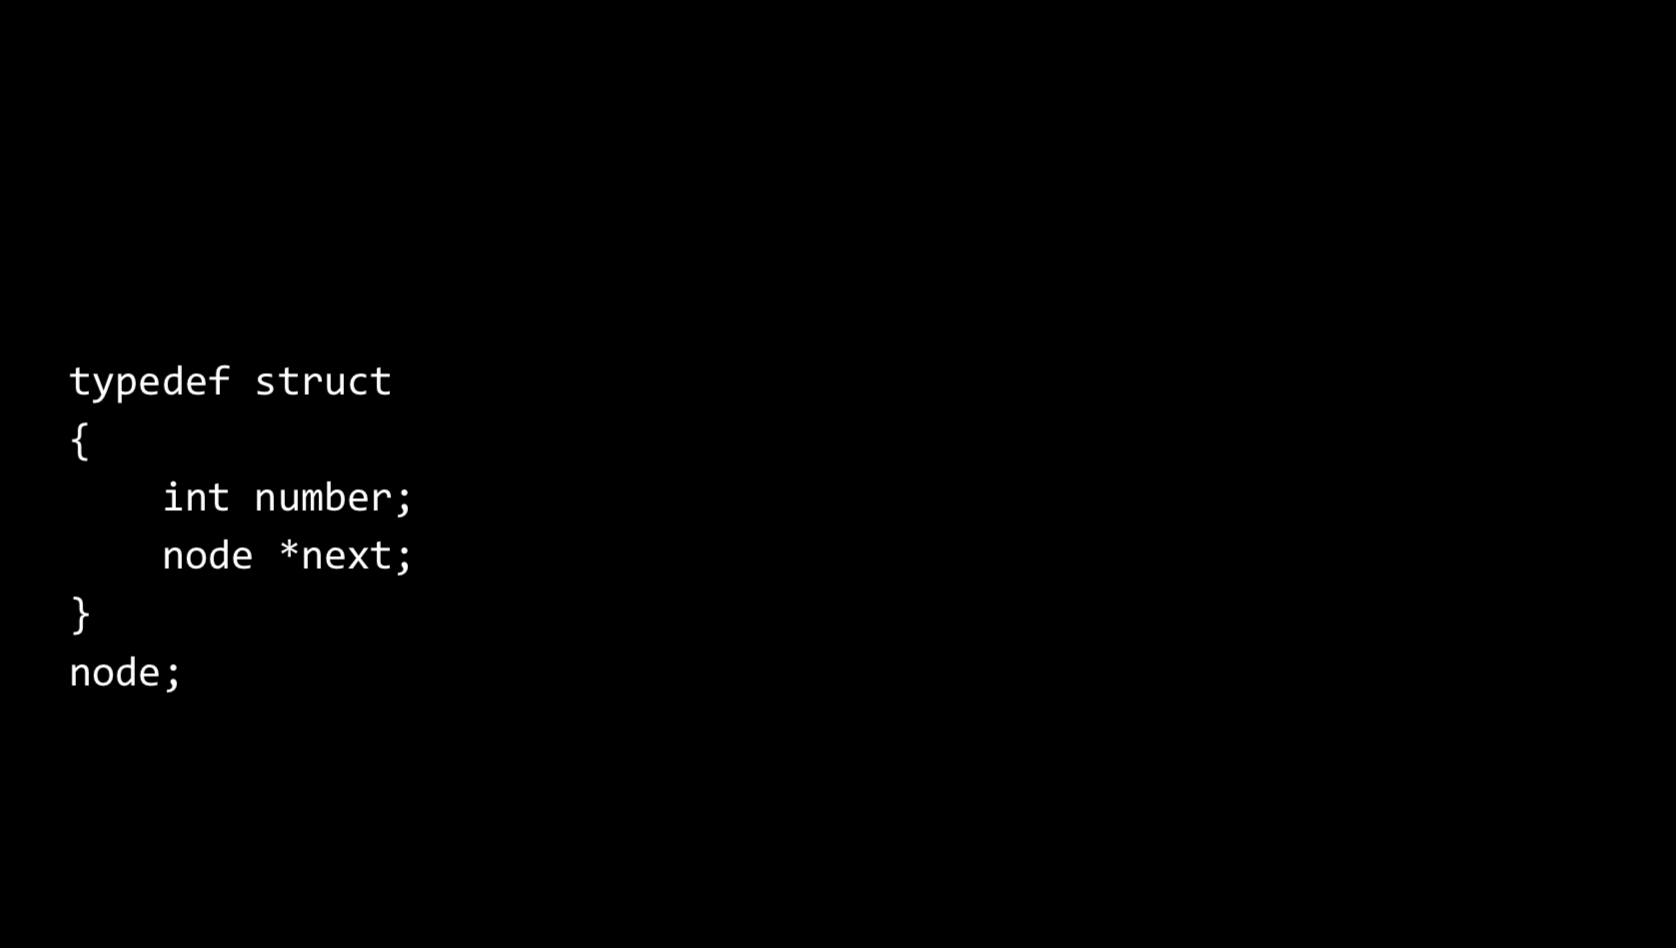 typedef struct
{
    int number;
    node *next;
}
node;